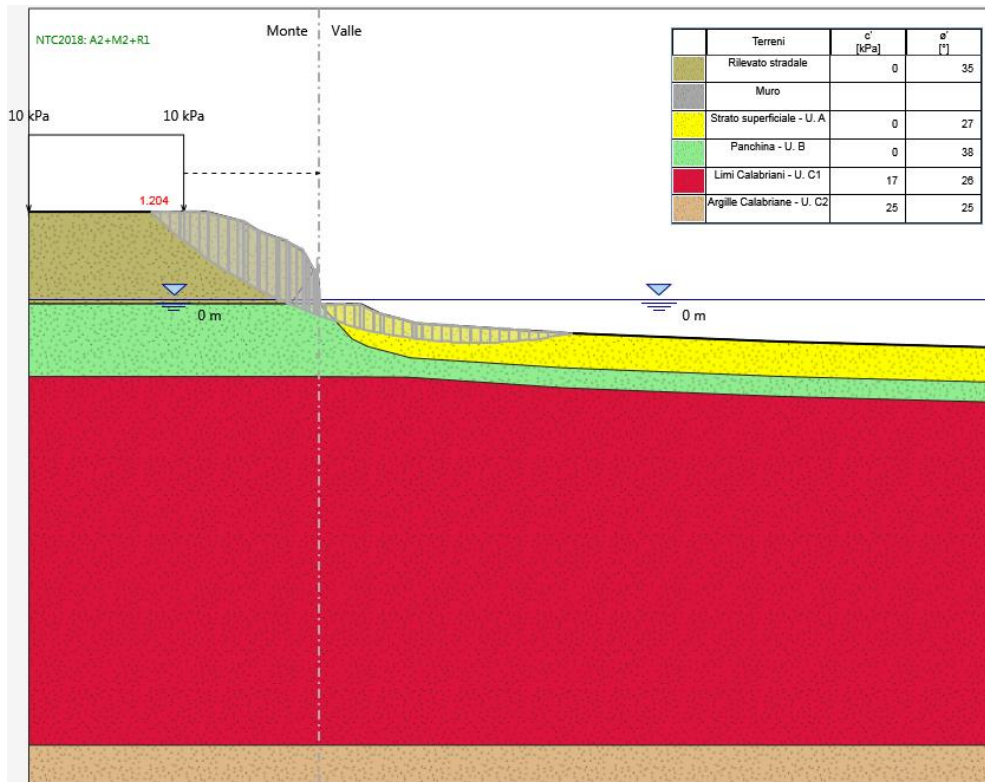 NTC2018: A2+M2+R1
Monte
Valle
10 kPa
10 kPa
1.204
0 m
0 m
Terreni c' [kPa] ø' [°]
Rilevato stradale 0 35
Muro
Strato superficiale - U. A 0 27
Panchina - U. B 0 38
Limi Calabriani - U. C1 17 26
Argille Calabriane - U. C2 25 25